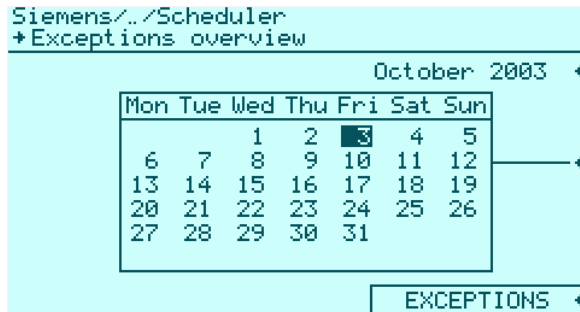 Siemens/../Scheduler
Exceptions overview
October 2003
Mon Tue Wed Thu Fri Sat Sun
1 2 3 4 5
6 7 8 9 10 11 12
13 14 15 16 17 18 19
20 21 22 23 24 25 26
27 28 29 30 31
EXCEPTIONS